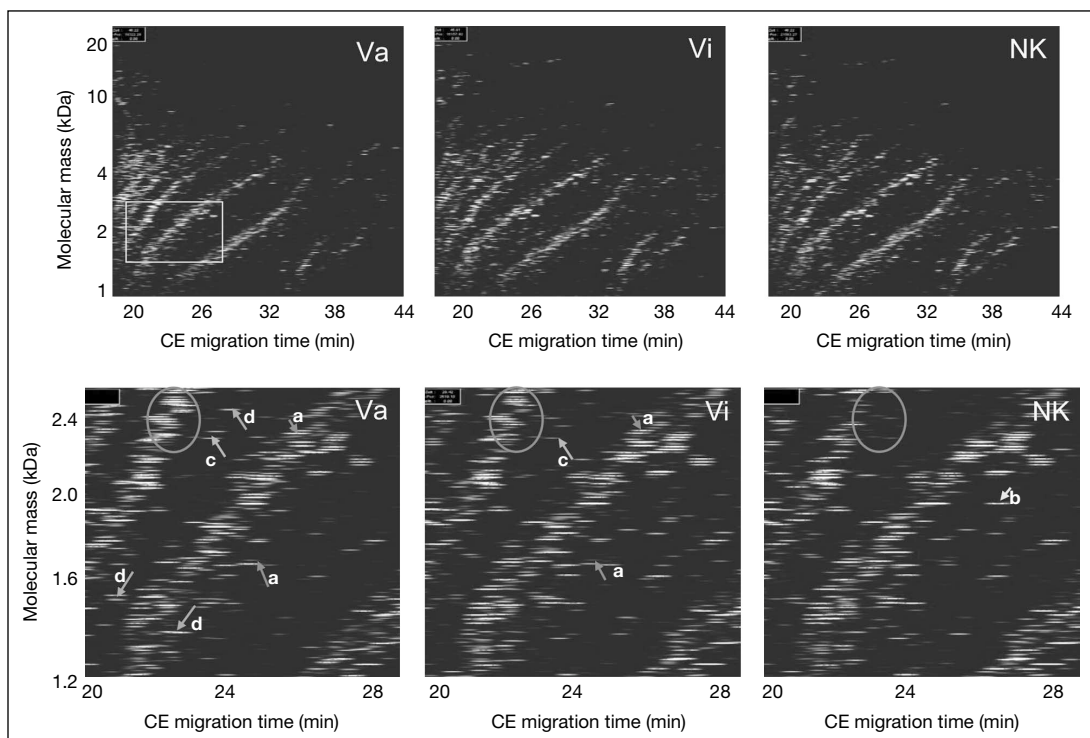 Va
Vi
NK
Molecular mass (kDa)
20
10
4
2
1
20 26 32 38 44
20 26 32 38 44
20 26 32 38 44
CE migration time (min)
CE migration time (min)
CE migration time (min)
Va
Vi
NK
Molecular mass (kDa)
2.4
2.0
1.6
1.2
d
a
c
d
a
d
a
c
a
b
20 24 28
20 24 28
20 24 28
CE migration time (min)
CE migration time (min)
CE migration time (min)